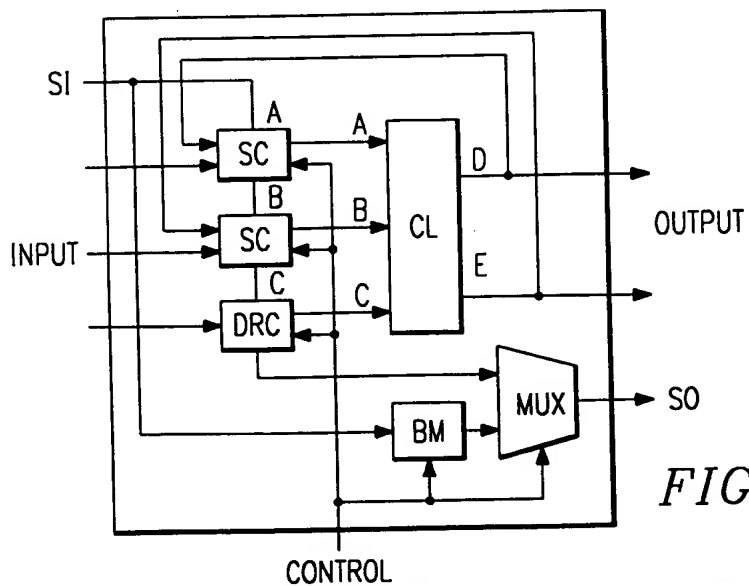 SI
A
A
SC
D
B
B
SC
CL
OUTPUT
INPUT
E
C
C
DRC
MUX
SO
BM
FIG
CONTROL